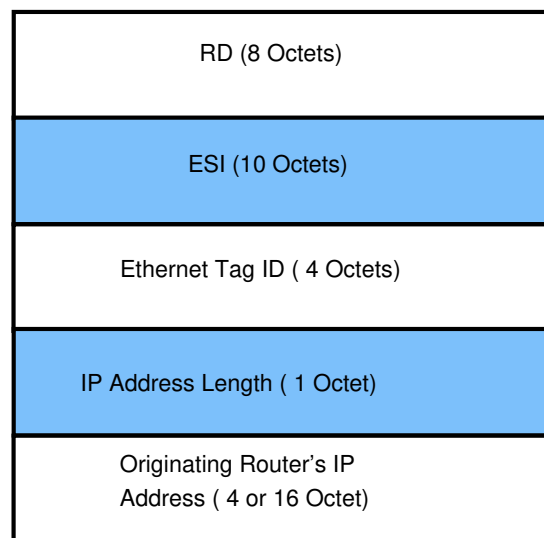 RD (8 Octets)
ESI (10 Octets)
Ethernet Tag ID ( 4 Octets)
IP Address Length ( 1 Octet)
Originating Router's IP
Address ( 4 or 16 Octet)